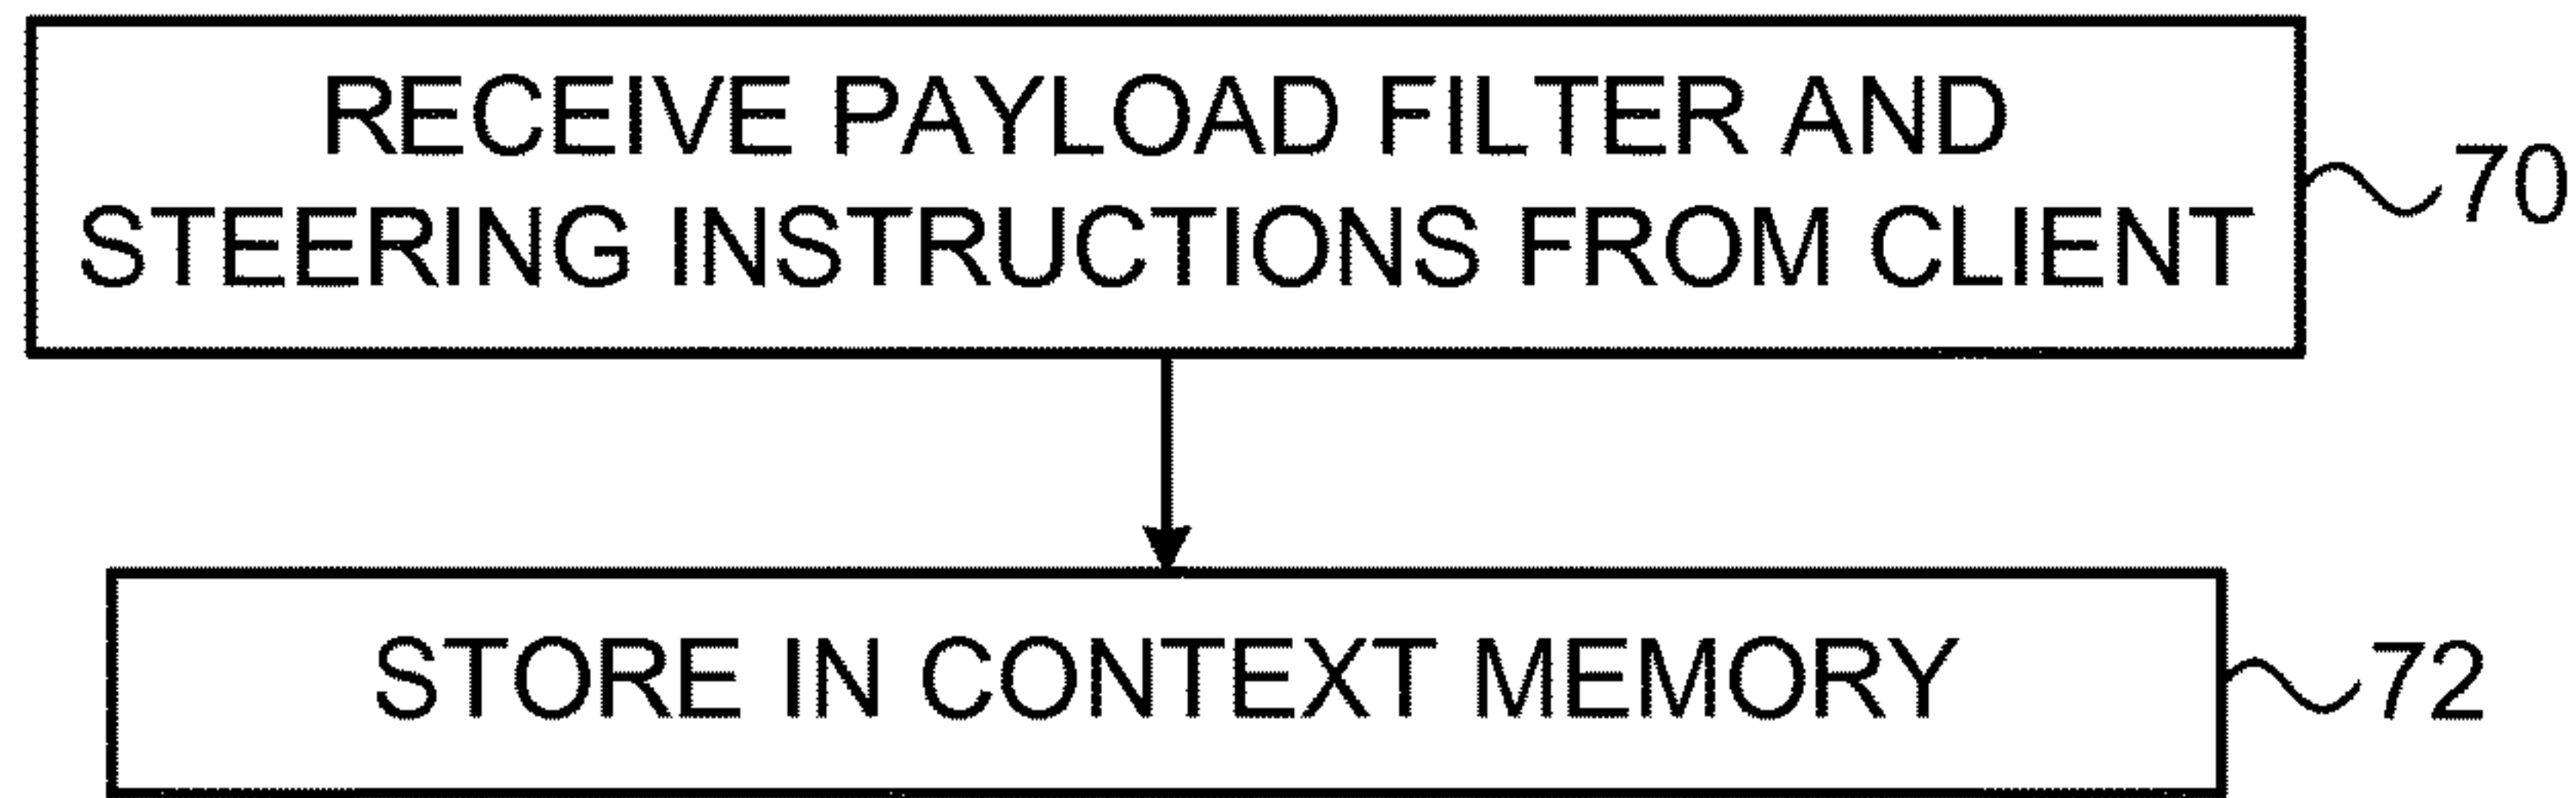 RECEIVE PAYLOAD FILTER AND
STEERING INSTRUCTIONS FROM CLIENT
70
STORE IN CONTEXT MEMORY
72